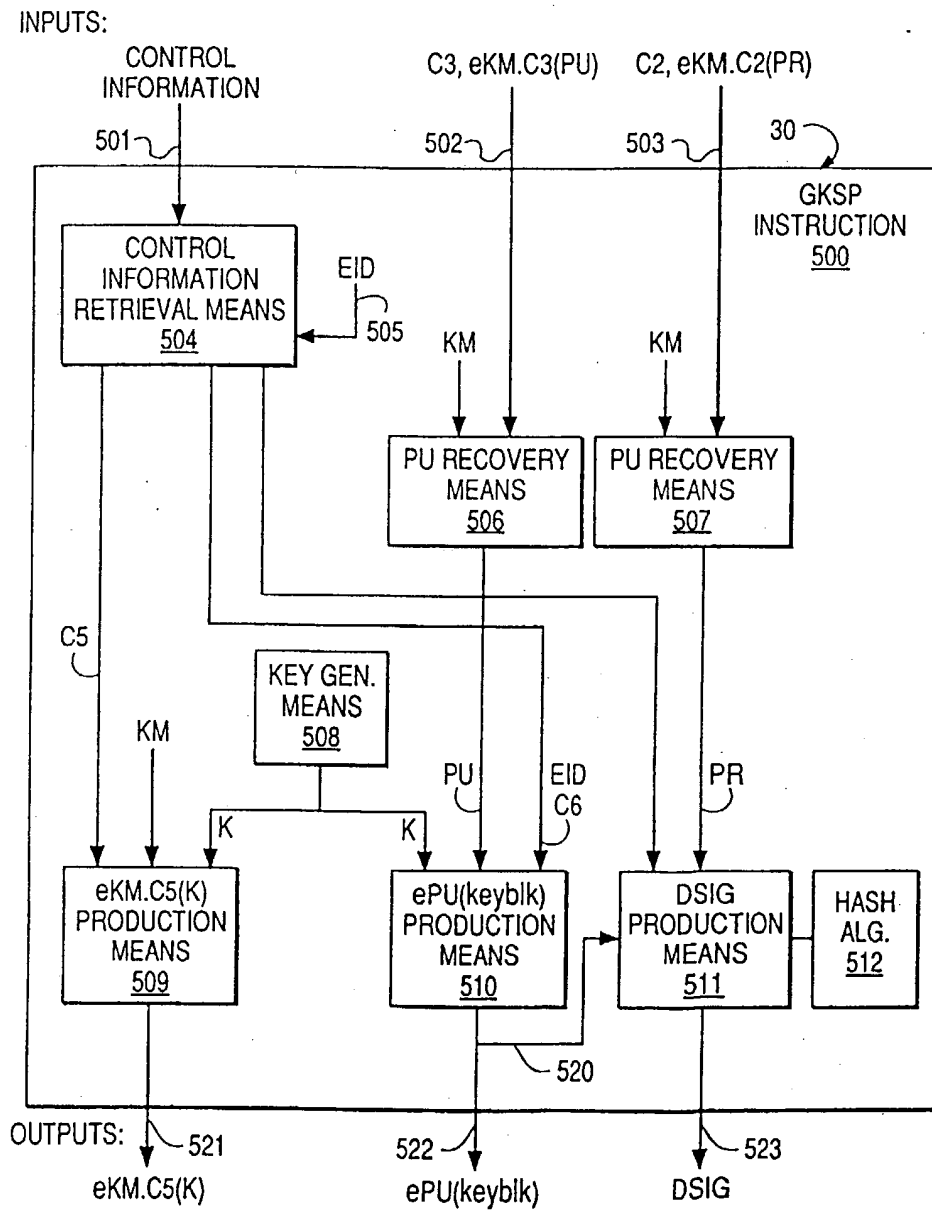 INPUTS:
CONTROL
INFORMATION
C3, eKM.C3(PU)
C2, eKM.C2(PR)
501
502
503
30
GKSP
INSTRUCTION
500
CONTROL
INFORMATION
RETRIEVAL MEANS
504
EID
505
KM
KM
PU RECOVERY
MEANS
506
PU RECOVERY
MEANS
507
C5
KEY GEN.
MEANS
508
KM
K
K
PU
EID
C6
PR
eKM.C5(K)
PRODUCTION
MEANS
509
ePU(keyblk)
PRODUCTION
MEANS
510
DSIG
PRODUCTION
MEANS
511
HASH
ALG.
512
520
OUTPUTS:
521
522
523
eKM.C5(K)
ePU(keyblk)
DSIG